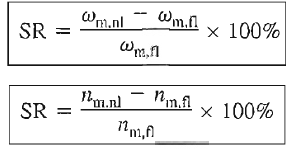 SR = (ω_m,nl − ω_m,fl) / ω_m,fl × 100%
SR = (n_m,nl − n_m,fl) / n_m,fl × 100%